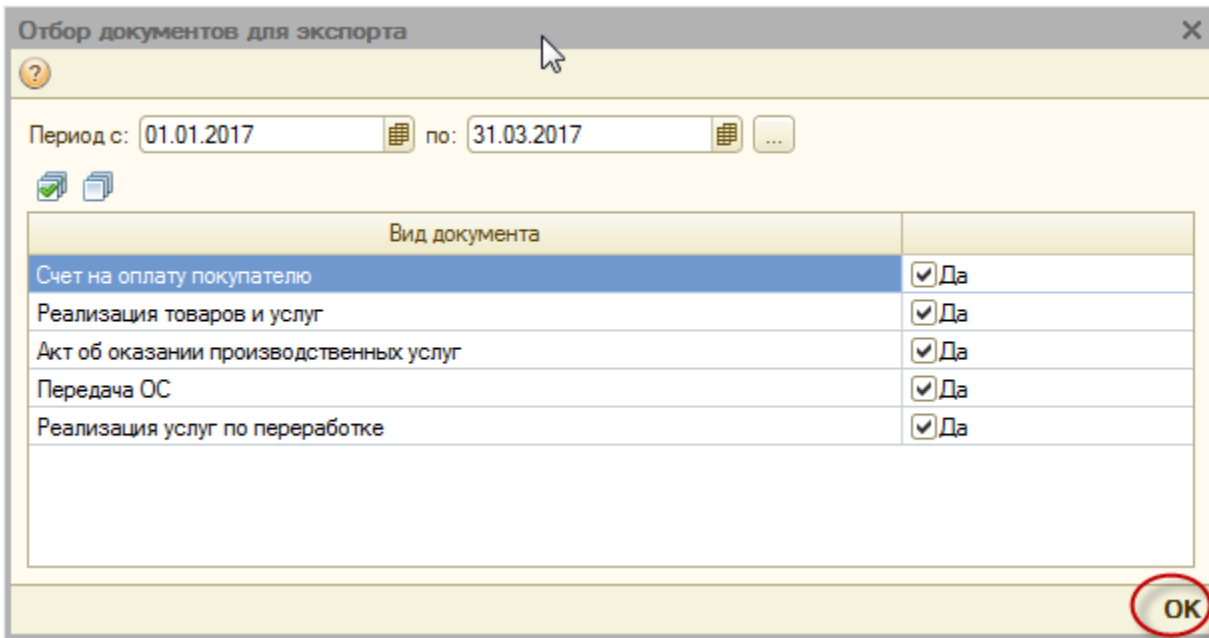 Отбор документов для экспорта
Период с: 01.01.2017 по: 31.03.2017 ...
Вид документа
Счет на оплату покупателю Да
Реализация товаров и услуг Да
Акт об оказании производственных услуг Да
Передача ОС Да
Реализация услуг по переработке Да
OK